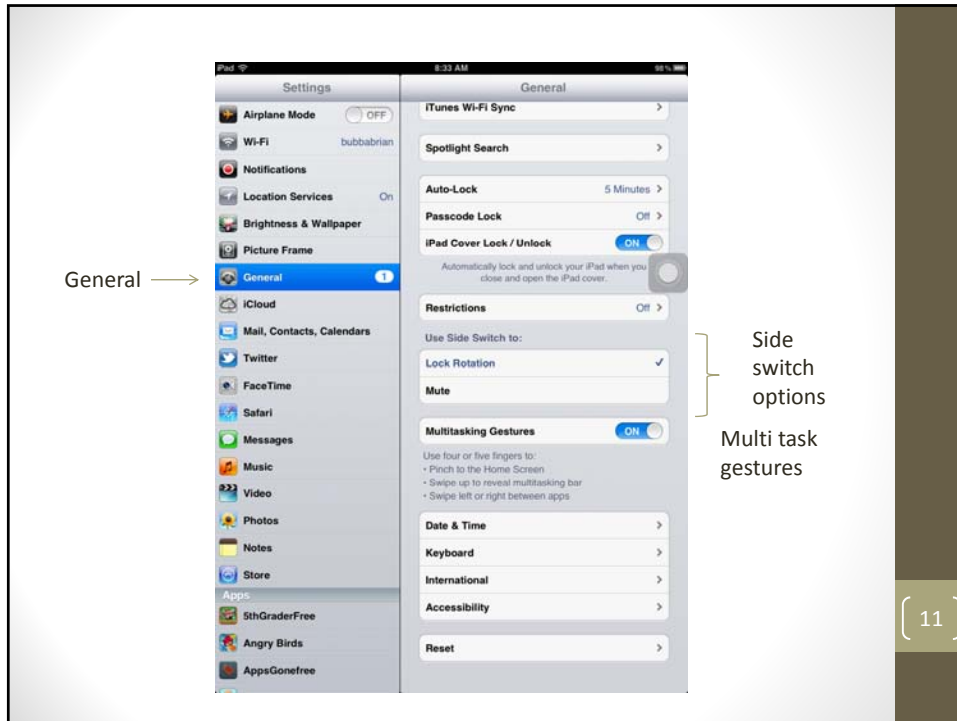 iPad
8:33 AM
98 %
Settings
Airplane Mode OFF
Wi-Fi bubbabrian
Notifications
Location Services On
Brightness & Wallpaper
Picture Frame
General 1
iCloud
Mail, Contacts, Calendars
Twitter
FaceTime
Safari
Messages
Music
Video
Photos
Notes
Store
Apps
5thGraderFree
Angry Birds
AppsGonefree
General
iTunes Wi-Fi Sync
Spotlight Search
Auto-Lock 5 Minutes
Passcode Lock Off
iPad Cover Lock / Unlock ON
Automatically lock and unlock your iPad when you
close and open the iPad cover.
Restrictions Off
Use Side Switch to:
Lock Rotation
Mute
Multitasking Gestures ON
Use four or five fingers to:
• Pinch to the Home Screen
• Swipe up to reveal multitasking bar
• Swipe left or right between apps
Date & Time
Keyboard
International
Accessibility
Reset
General
Side
switch
options
Multi task
gestures
11